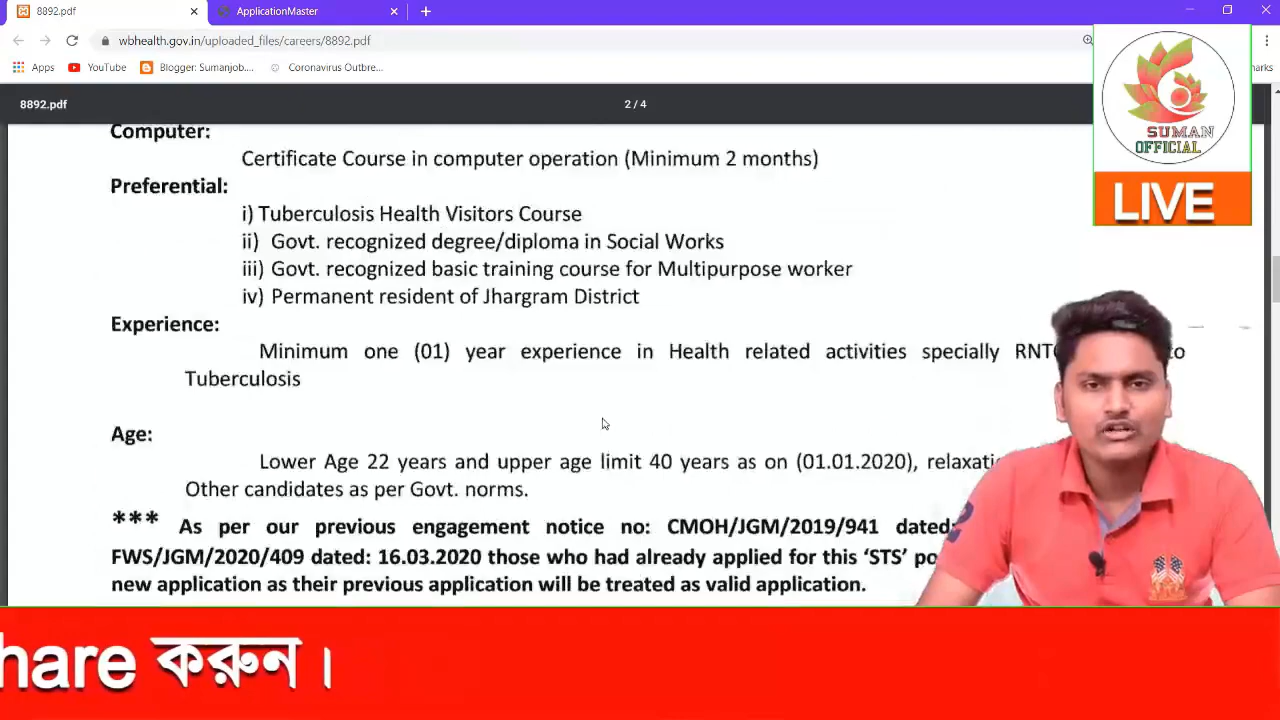 8892.pdf
ApplicationMaster
wbhealth.gov.in/uploaded_files/careers/8892.pdf
Apps YouTube Blogger: Sumanjob.... Coronavirus Outbre...
8892.pdf 2 / 4
SUMAN
OFFICIAL
LIVE
Computer:
Certificate Course in computer operation (Minimum 2 months)
Preferential:
i) Tuberculosis Health Visitors Course
ii) Govt. recognized degree/diploma in Social Works
iii) Govt. recognized basic training course for Multipurpose worker
iv) Permanent resident of Jhargram District
Experience:
Minimum one (01) year experience in Health related activities specially to
Tuberculosis
Age:
Lower Age 22 years and upper age limit 40 years as on (01.01.2020),
Other candidates as per Govt. norms.
*** As per our previous engagement notice no: CMOH/JGM/2019/941 dated:
FWS/JGM/2020/409 dated: 16.03.2020 those who had already applied for this ‘STS’
new application as their previous application will be treated as valid application.
hare করুন।